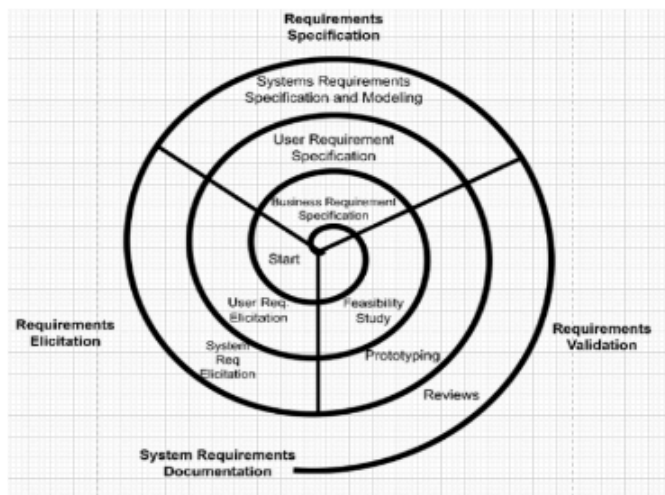 Requirements
Specification
Systems Requirements
Specification and Modeling
User Requirement
Specification
Business Requirement
Specification
Start
User Req.
Elicitation
Feasibility
Study
Requirements
Elicitation
Requirements
Validation
System
Req
Elicitation
Prototyping
Reviews
System Requirements
Documentation